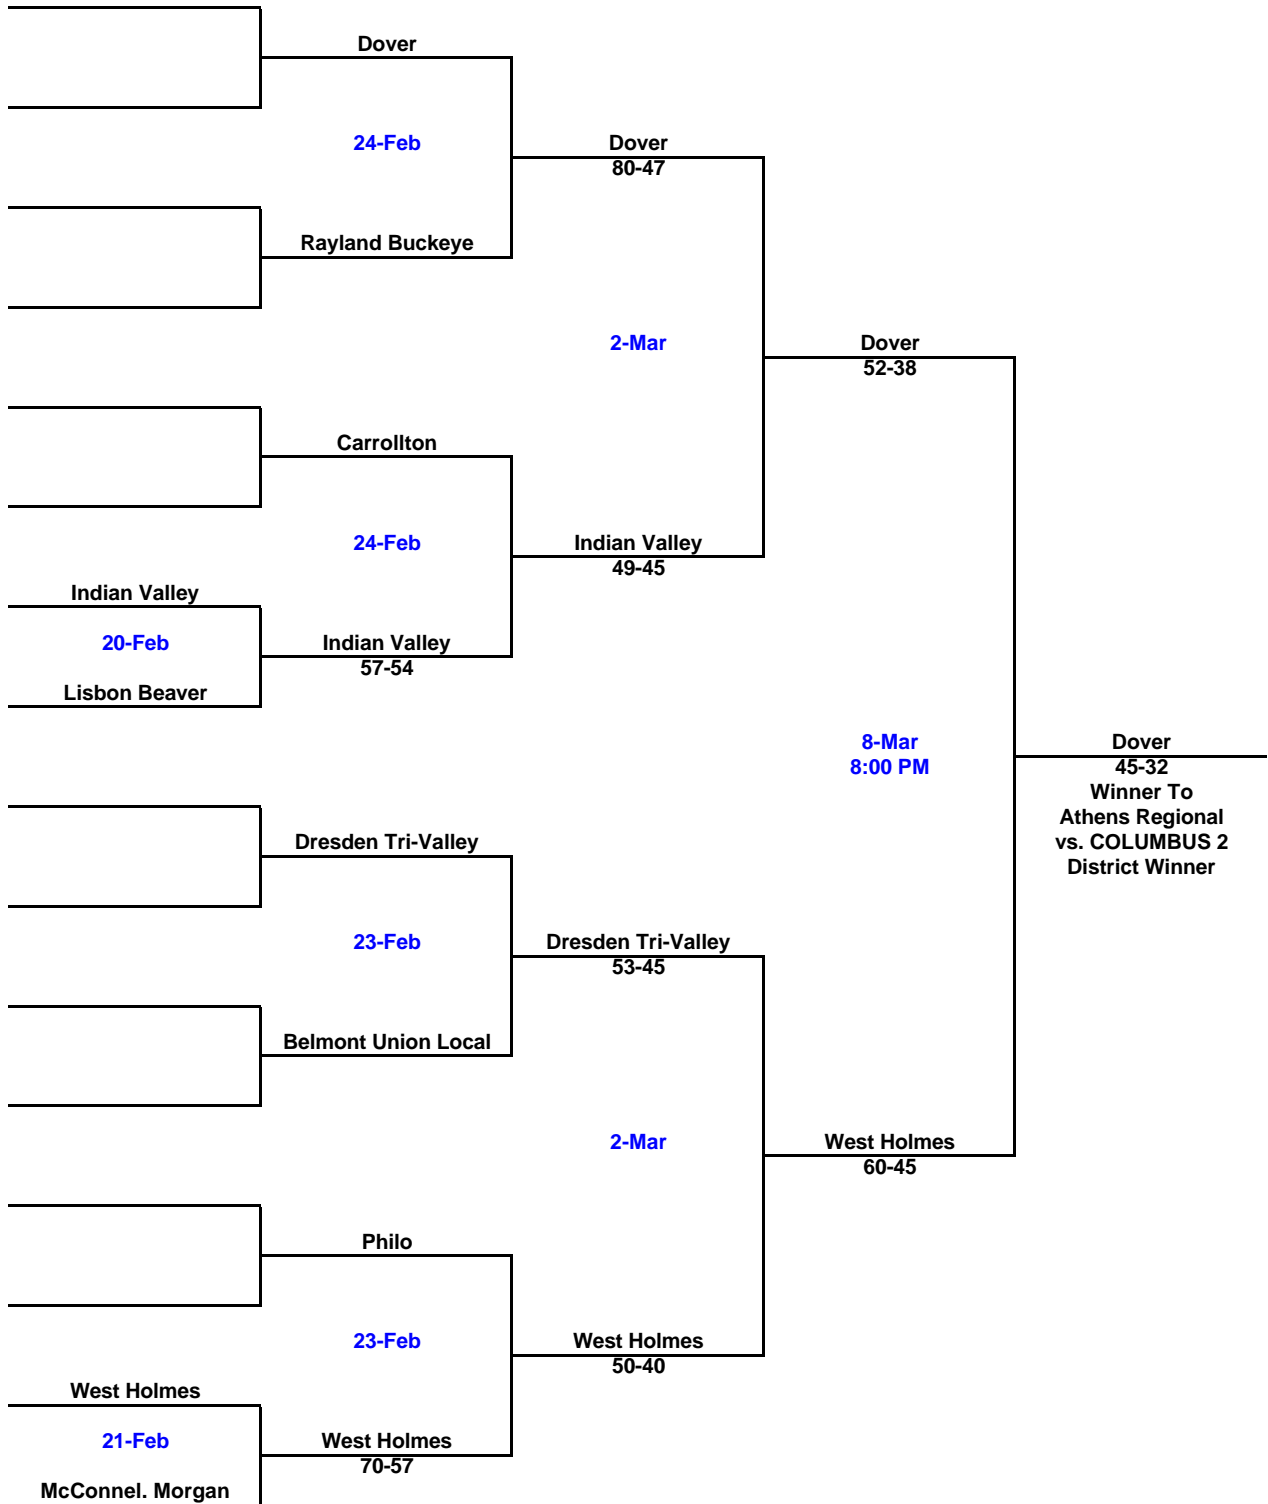 Dover
24-Feb
Dover
80-47
Rayland Buckeye
2-Mar
Dover
52-38
Carrollton
24-Feb
Indian Valley
49-45
Indian Valley
20-Feb
Indian Valley
57-54
Lisbon Beaver
8-Mar
8:00 PM
Dover
45-32
Winner To
Athens Regional
vs. COLUMBUS 2
District Winner
Dresden Tri-Valley
23-Feb
Dresden Tri-Valley
53-45
Belmont Union Local
2-Mar
West Holmes
60-45
Philo
23-Feb
West Holmes
50-40
West Holmes
21-Feb
West Holmes
70-57
McConnel. Morgan